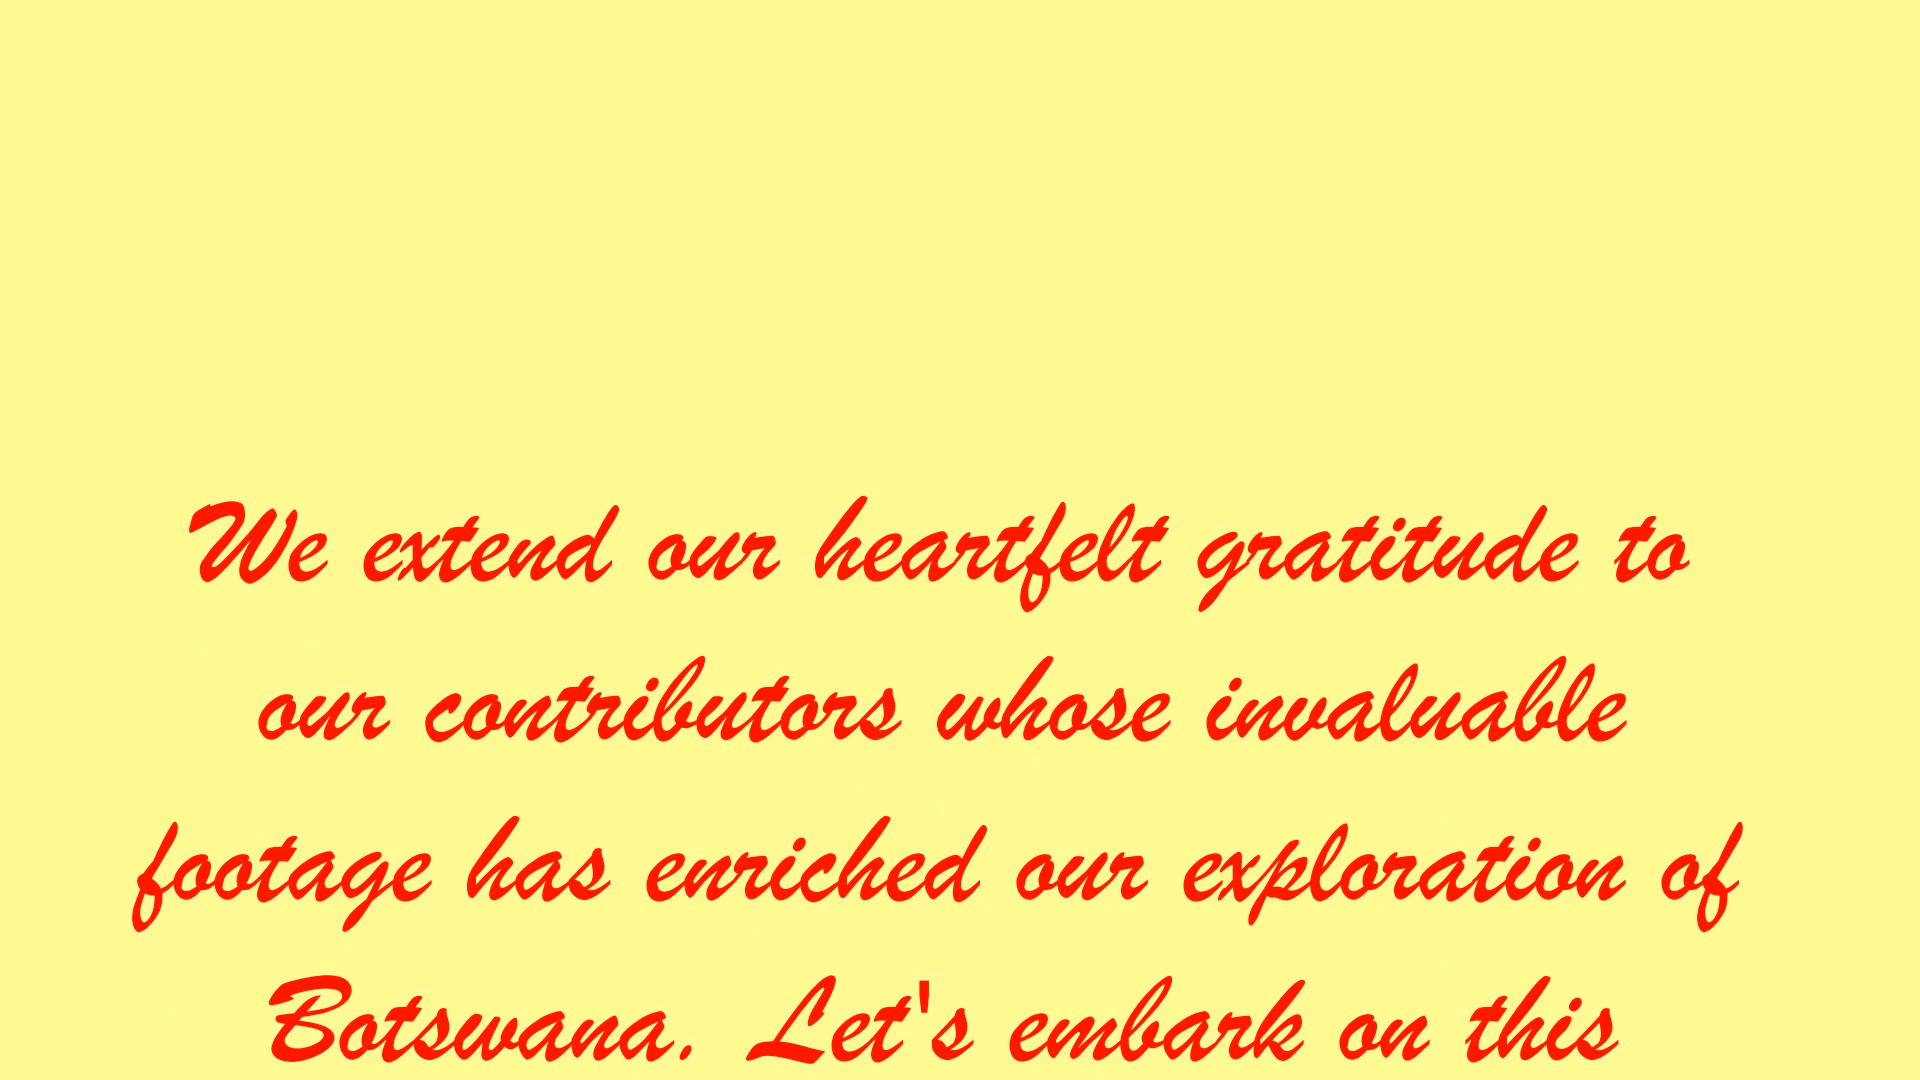 We extend our heartfelt gratitude to
our contributors whose invaluable
footage has enriched our exploration of
Botswana. Let's embark on this